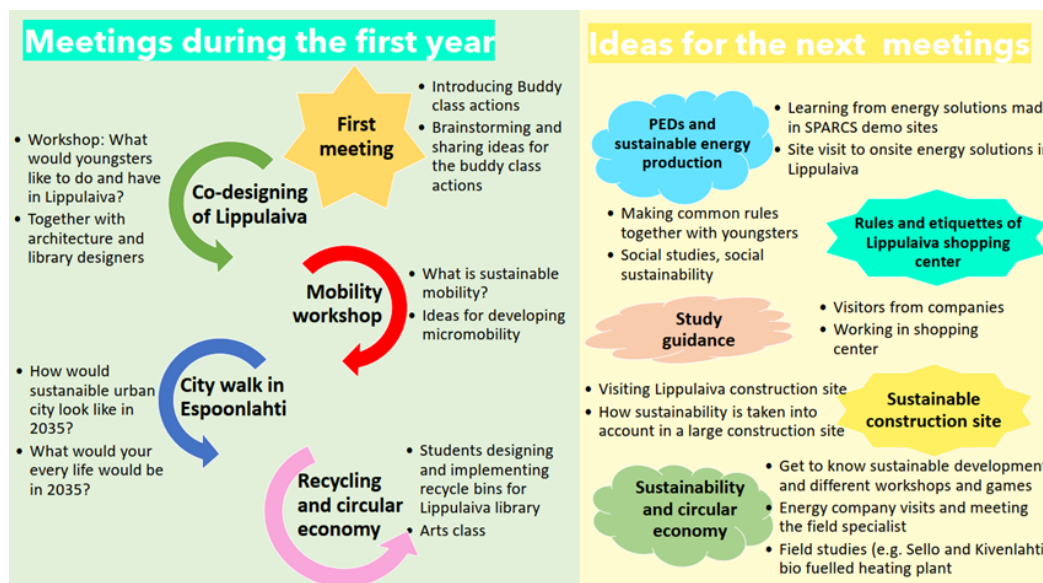 Meetings during the first year
First
meeting
• Introducing Buddy
class actions
• Brainstorming and
sharing ideas for
the buddy class
actions
• Workshop: What
would youngsters
like to do and have
in Lippulaiva?
• Together with
architecture and
library designers
Co-designing
of Lippulaiva
Mobility
workshop
• What is sustainable
mobility?
• Ideas for developing
micromobility
• How would
sustanaible urban
city look like in
2035?
• What would your
every life would be
in 2035?
City walk in
Espoonlahti
Recycling
and circular
economy
• Students designing
and implementing
recycle bins for
Lippulaiva library
• Arts class
Ideas for the next meetings
PEDs and
sustainable energy
production
• Learning from energy solutions made
in SPARCS demo sites
• Site visit to onsite energy solutions in
Lippulaiva
• Making common rules
together with youngsters
• Social studies, social
sustainability
Rules and etiquettes of
Lippulaiva shopping
center
Study
guidance
• Visitors from companies
• Working in shopping
center
• Visiting Lippulaiva construction site
• How sustainability is taken into
account in a large construction site
Sustainable
construction site
Sustainability
and circular
economy
• Get to know sustainable development
and different workshops and games
• Energy company visits and meeting
the field specialist
• Field studies (e.g. Sello and Kivenlahti
bio fuelled heating plant